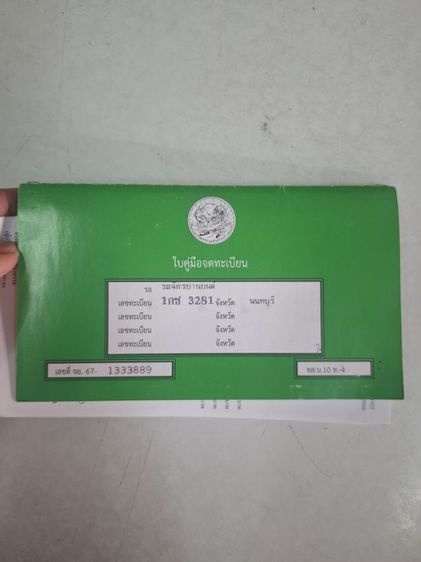 ใบคู่มือจดทะเบียน
รถ รถจักรยานยนต์
เลขทะเบียน 1กซ 3281 จังหวัด นนทบุรี
เลขทะเบียน จังหวัด
เลขทะเบียน จังหวัด
เลขทะเบียน จังหวัด
2
เลขที่ จย. 67- 1333889
ขส.บ.10 พ.-4